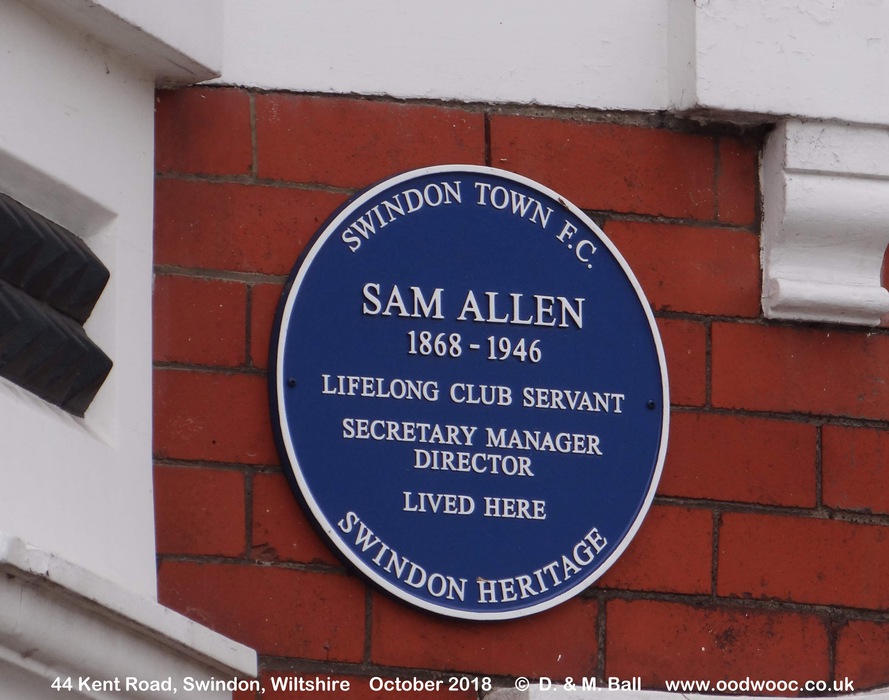 SWINDON TOWN F.C.
SAM ALLEN
1868 - 1946
LIFELONG CLUB SERVANT
SECRETARY MANAGER
DIRECTOR
LIVED HERE
SWINDON HERITAGE
44 Kent Road, Swindon, Wiltshire October 2018 © D. & M. Ball www.oodwooc.co.uk